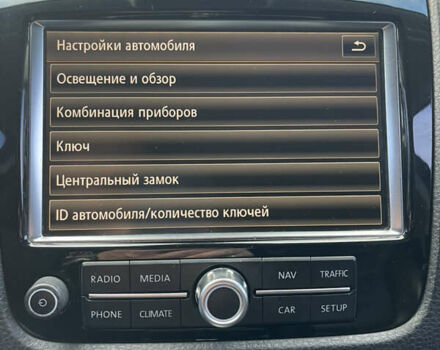 Настройки автомобиля
Освещение и обзор
Комбинация приборов
Ключ
Центральный замок
ID автомобиля/количество ключей
RADIO MEDIA NAV TRAFFIC
PHONE CLIMATE CAR SETUP